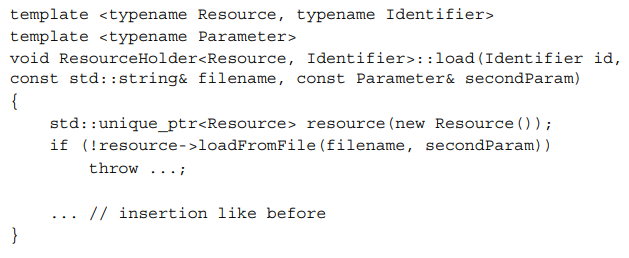 template <typename Resource, typename Identifier>
template <typename Parameter>
void ResourceHolder<Resource, Identifier>::load(Identifier id,
const std::string& filename, const Parameter& secondParam)
{
    std::unique_ptr<Resource> resource(new Resource());
    if (!resource->loadFromFile(filename, secondParam))
        throw ...;

    ... // insertion like before
}